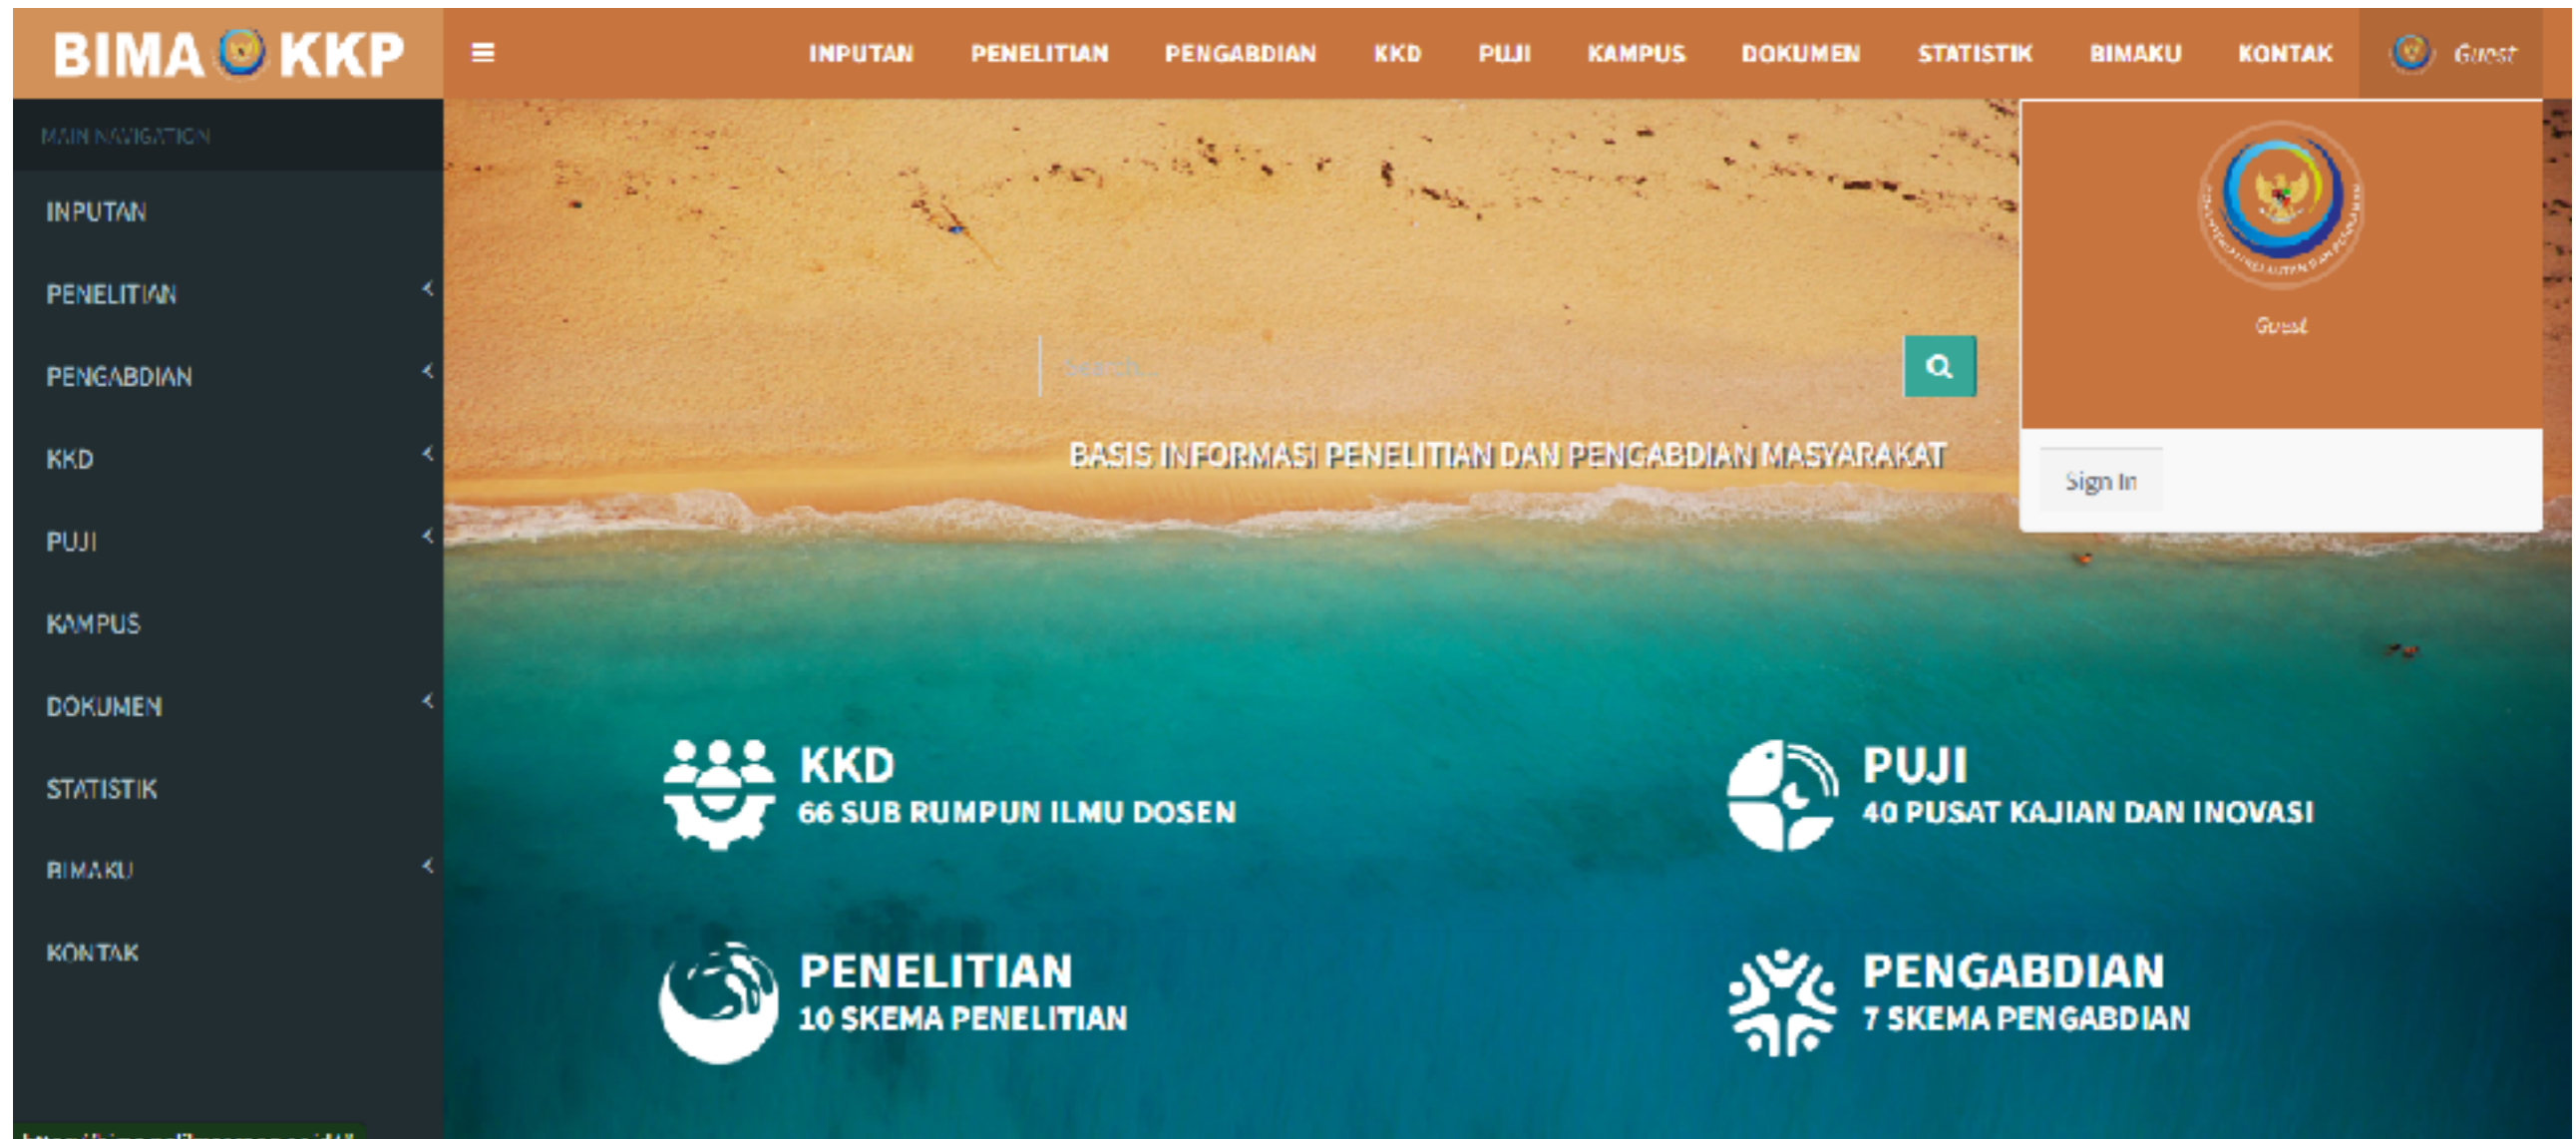 BIMA KKP
INPUTAN PENELITIAN PENGABDIAN KKD PUJI KAMPUS DOKUMEN STATISTIK BIMAKU KONTAK Guest
MAIN NAVIGATION
INPUTAN
PENELITIAN
PENGABDIAN
KKD
PUJI
KAMPUS
DOKUMEN
STATISTIK
BIMAKU
KONTAK
Guest
Sign In
Search...
BASIS INFORMASI PENELITIAN DAN PENGABDIAN MASYARAKAT
KKD
66 SUB RUMPUN ILMU DOSEN
PUJI
40 PUSAT KAJIAN DAN INOVASI
PENELITIAN
10 SKEMA PENELITIAN
PENGABDIAN
7 SKEMA PENGABDIAN